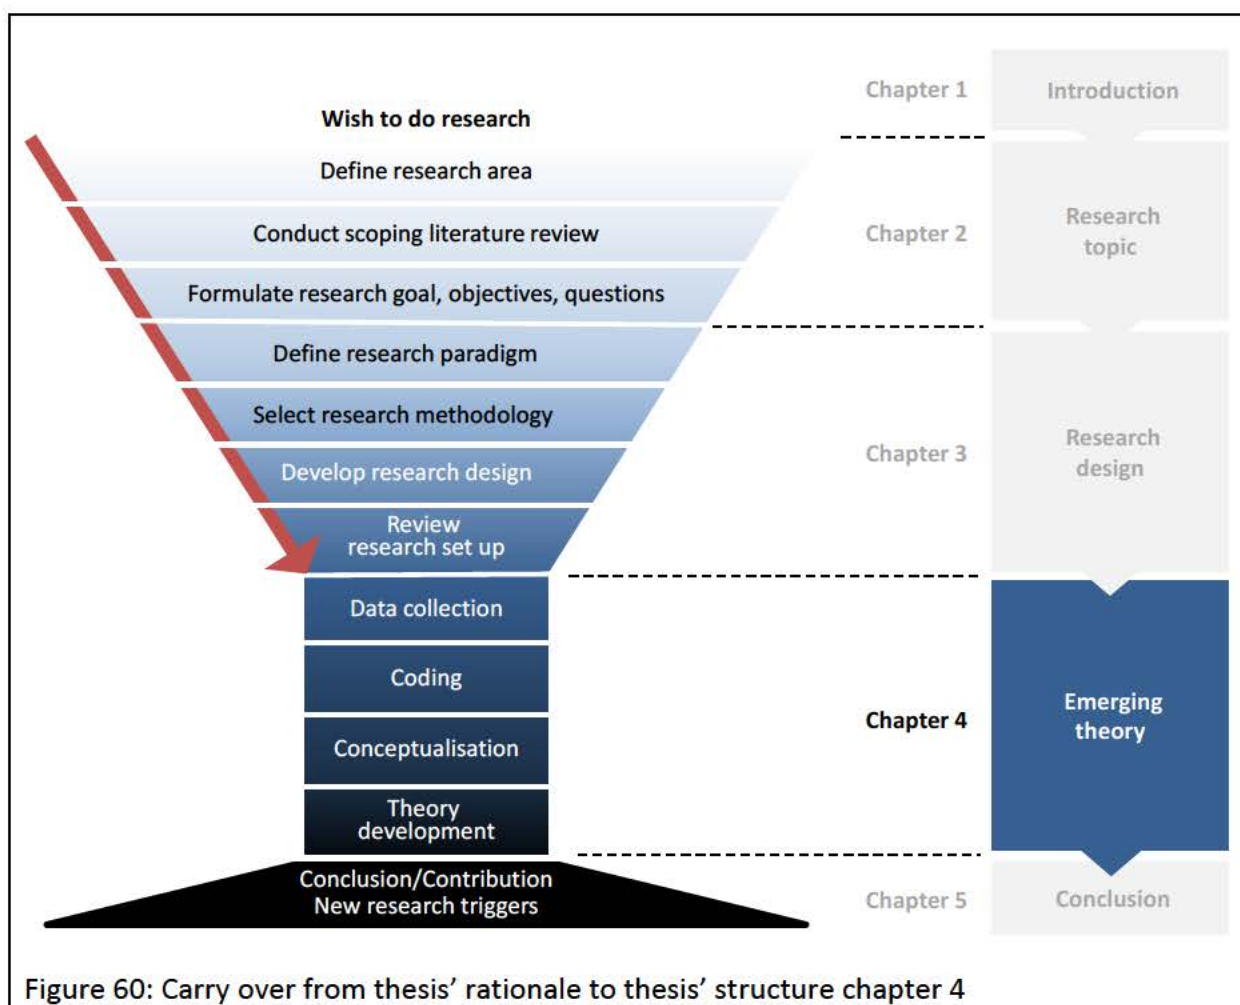 Wish to do research
Define research area
Conduct scoping literature review
Formulate research goal, objectives, questions
Define research paradigm
Select research methodology
Develop research design
Review
research set up
Data collection
Coding
Conceptualisation
Theory
development
Conclusion/Contribution
New research triggers
Chapter 1
Introduction
Chapter 2
Research
topic
Chapter 3
Research
design
Chapter 4
Emerging
theory
Chapter 5
Conclusion
Figure 60: Carry over from thesis’ rationale to thesis’ structure chapter 4